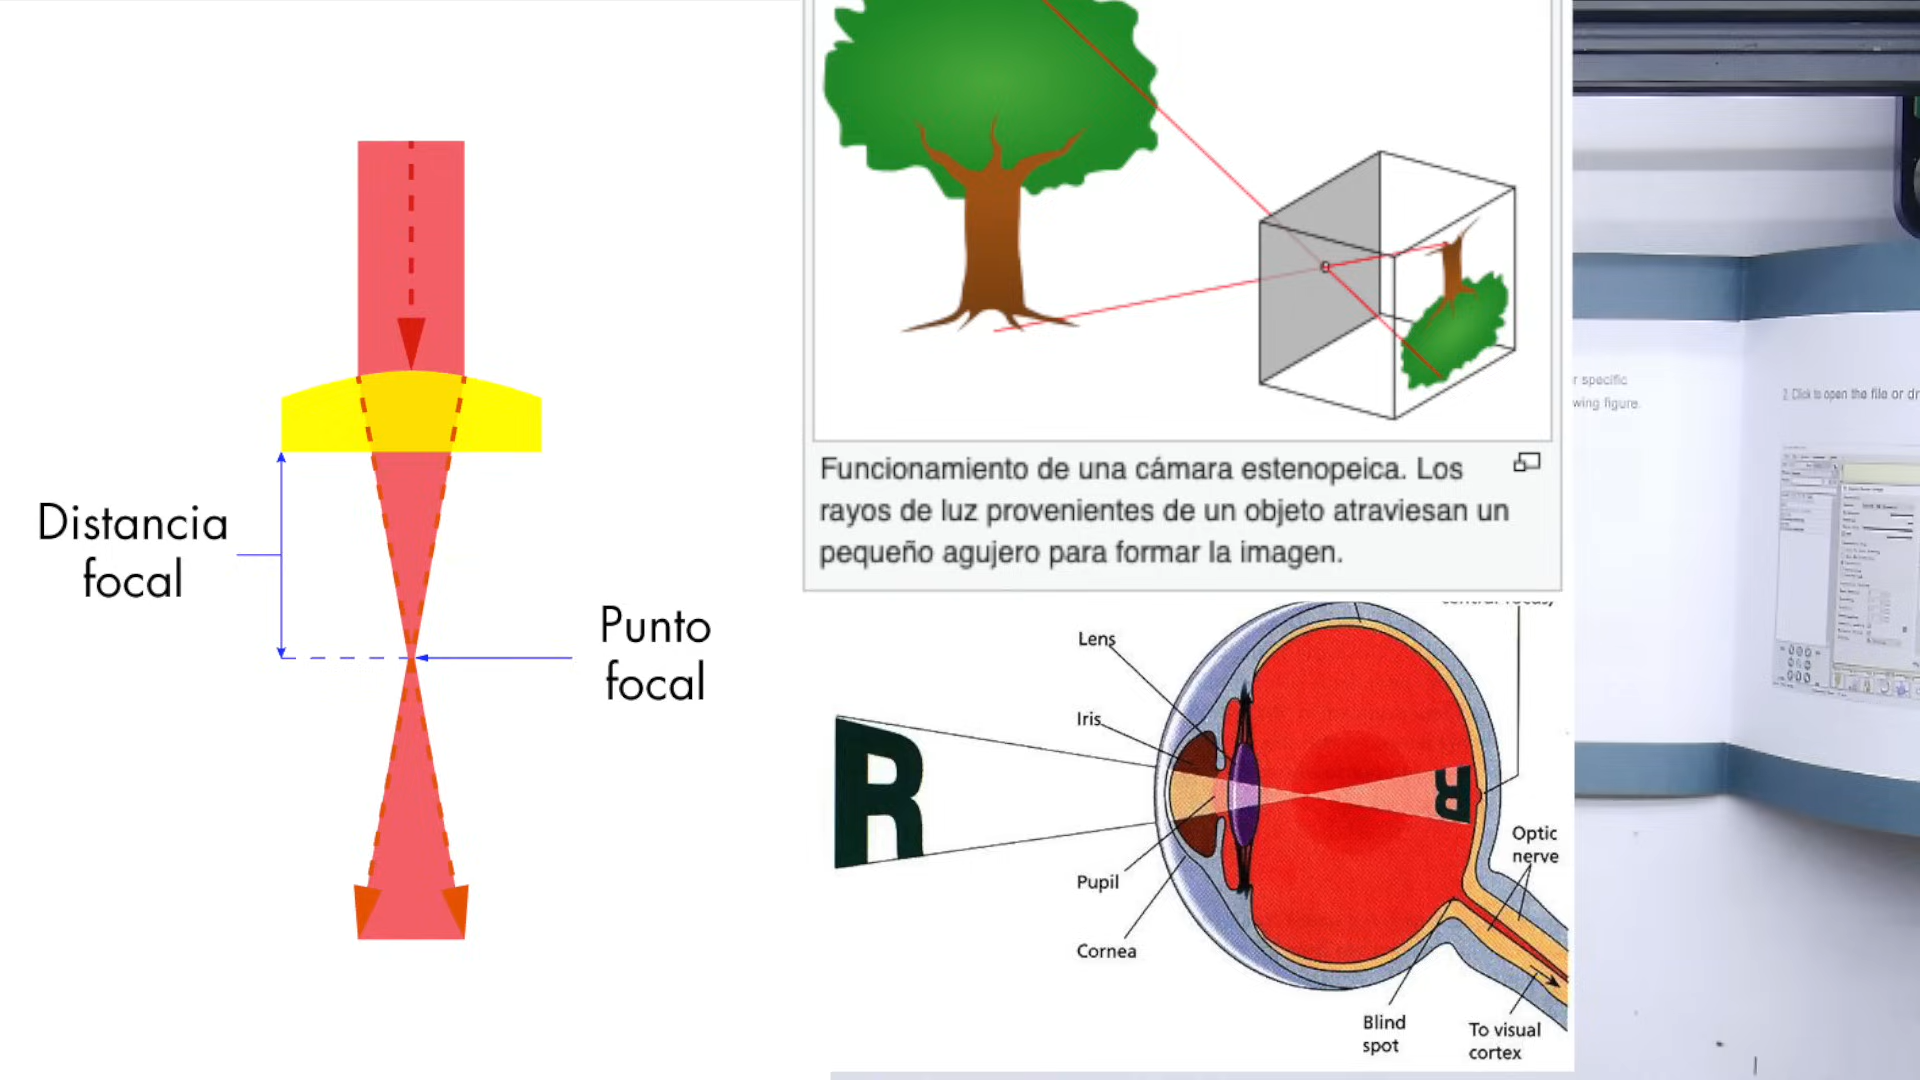 Distancia
focal
Punto
focal
Funcionamiento de una cámara estenopeica. Los
rayos de luz provenientes de un objeto atraviesan un
pequeño agujero para formar la imagen.
Lens
Iris
R
R
Pupil
Cornea
Optic
nerve
Blind
spot
To visual
cortex
r specific
wing figure.
2. Click to open the file or dr